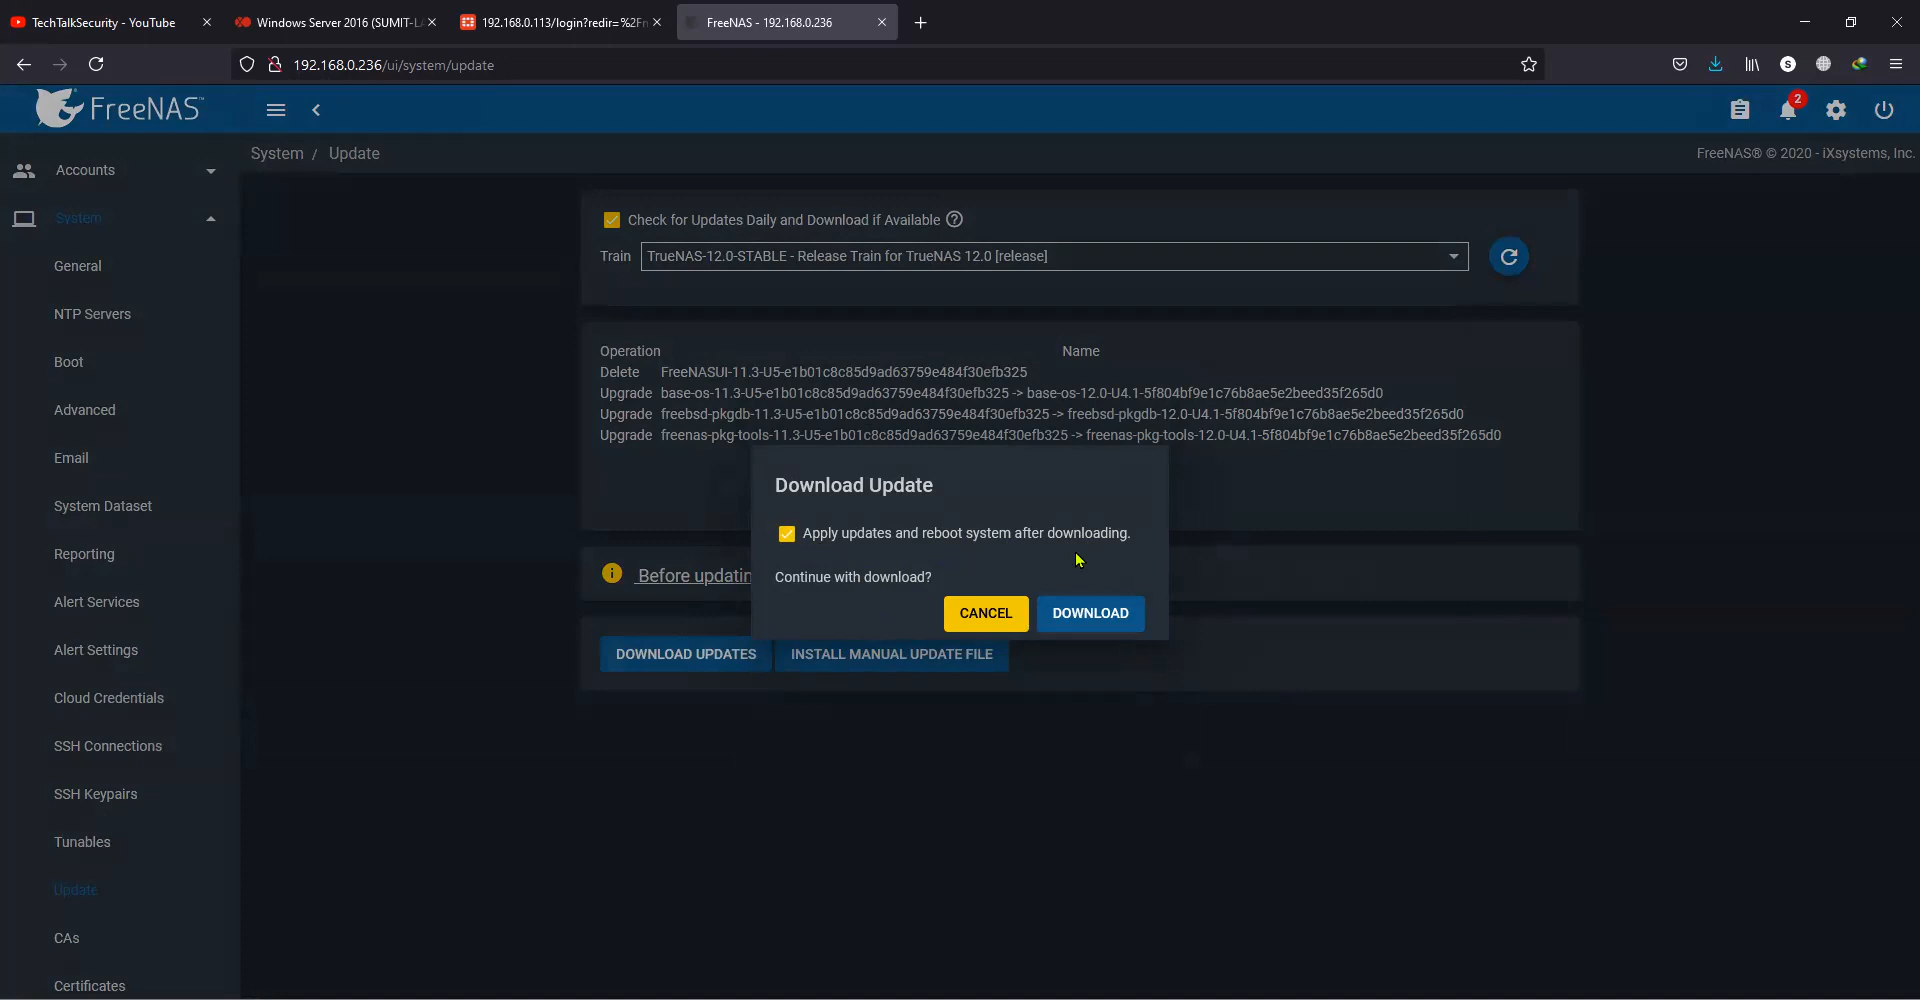 TechTalkSecurity - YouTube
Windows Server 2016 (SUMIT-L
192.168.0.113/login?redir=%2Fn
FreeNAS - 192.168.0.236
192.168.0.236/ui/system/update
S
FreeNAS™
2
System / Update
FreeNAS® © 2020 - iXsystems, Inc.
Accounts
System
General
NTP Servers
Boot
Advanced
Email
System Dataset
Reporting
Alert Services
Alert Settings
Cloud Credentials
SSH Connections
SSH Keypairs
Tunables
Update
CAs
Certificates
Check for Updates Daily and Download if Available
Train TrueNAS-12.0-STABLE - Release Train for TrueNAS 12.0 [release]
Operation Name
Delete FreeNASUI-11.3-U5-e1b01c8c85d9ad63759e484f30efb325
Upgrade base-os-11.3-U5-e1b01c8c85d9ad63759e484f30efb325 -> base-os-12.0-U4.1-5f804bf9e1c76b8ae5e2beed35f265d0
Upgrade freebsd-pkgdb-11.3-U5-e1b01c8c85d9ad63759e484f30efb325 -> freebsd-pkgdb-12.0-U4.1-5f804bf9e1c76b8ae5e2beed35f265d0
Upgrade freenas-pkg-tools-11.3-U5-e1b01c8c85d9ad63759e484f30efb325 -> freenas-pkg-tools-12.0-U4.1-5f804bf9e1c76b8ae5e2beed35f265d0
Download Update
Apply updates and reboot system after downloading.
Continue with download?
CANCEL DOWNLOAD
Before updatin
DOWNLOAD UPDATES INSTALL MANUAL UPDATE FILE